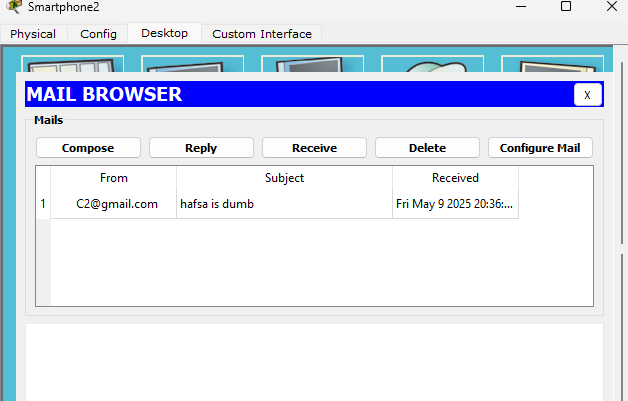 Smartphone2
Physical Config Desktop Custom Interface
MAIL BROWSER X
Mails
Compose Reply Receive Delete Configure Mail
From Subject Received
1 C2@gmail.com hafsa is dumb Fri May 9 2025 20:36:...